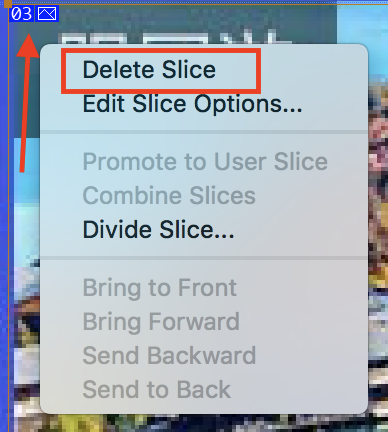 03
Delete Slice
Edit Slice Options...
Promote to User Slice
Combine Slices
Divide Slice...
Bring to Front
Bring Forward
Send Backward
Send to Back